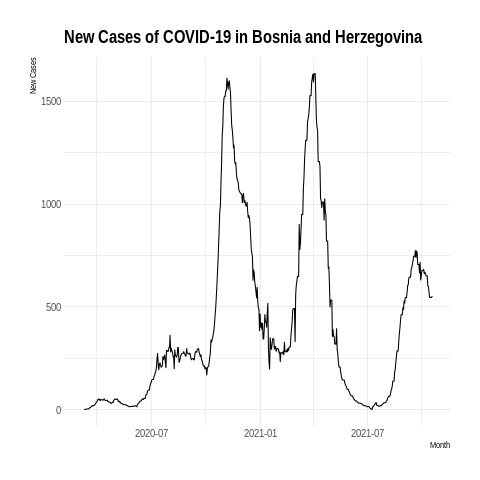 New Cases of COVID-19 in Bosnia and Herzegovina
New Cases
1500
1000
500
0
2020-07
2021-01
2021-07
Month